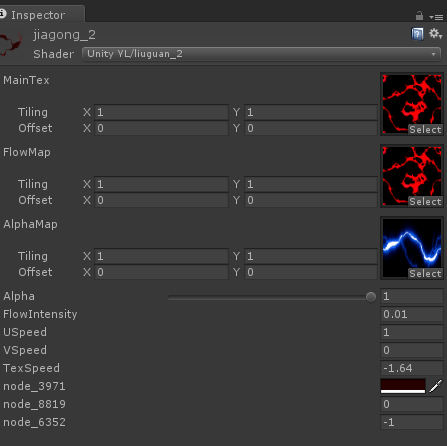 Inspector
jiagong_2
Shader Unity YL/liuguan_2
MainTex
Tiling X 1 Y 1
Offset X 0 Y 0
Select
FlowMap
Tiling X 1 Y 1
Offset X 0 Y 0
Select
AlphaMap
Tiling X 1 Y 1
Offset X 0 Y 0
Select
Alpha 1
FlowIntensity 0.01
USpeed 1
VSpeed 0
TexSpeed -1.64
node_3971
node_8819 0
node_6352 -1